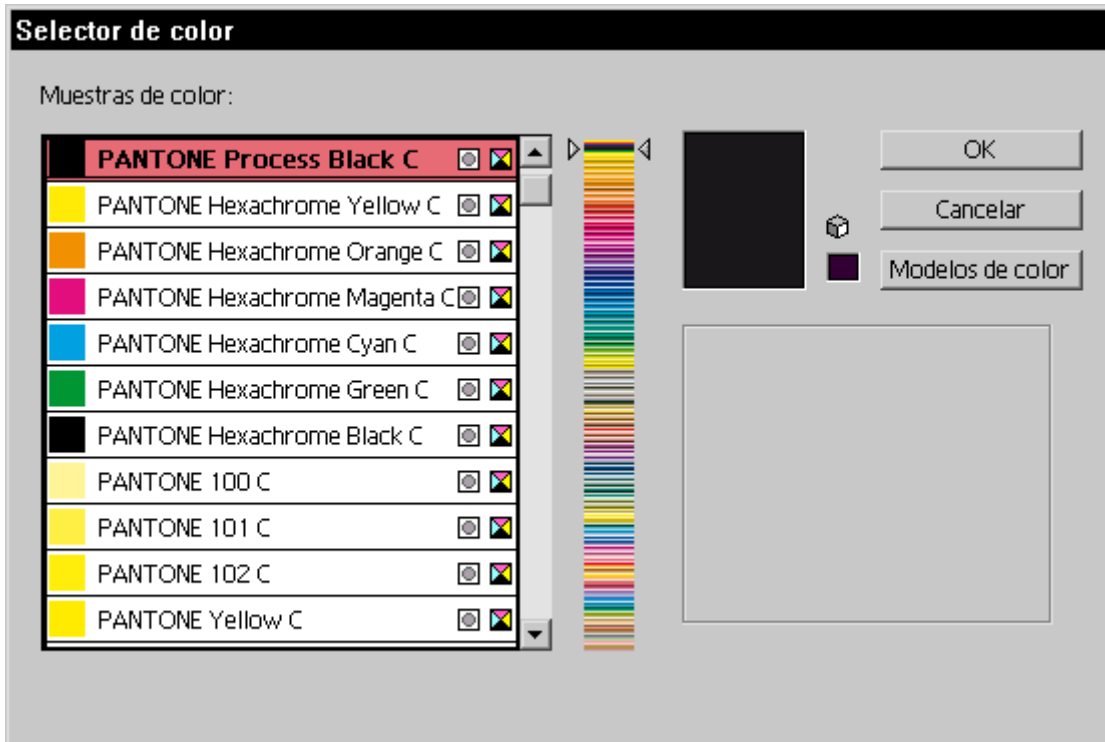 Selector de color
Muestras de color:
PANTONE Process Black C
PANTONE Hexachrome Yellow C
PANTONE Hexachrome Orange C
PANTONE Hexachrome Magenta C
PANTONE Hexachrome Cyan C
PANTONE Hexachrome Green C
PANTONE Hexachrome Black C
PANTONE 100 C
PANTONE 101 C
PANTONE 102 C
PANTONE Yellow C
OK
Cancelar
Modelos de color